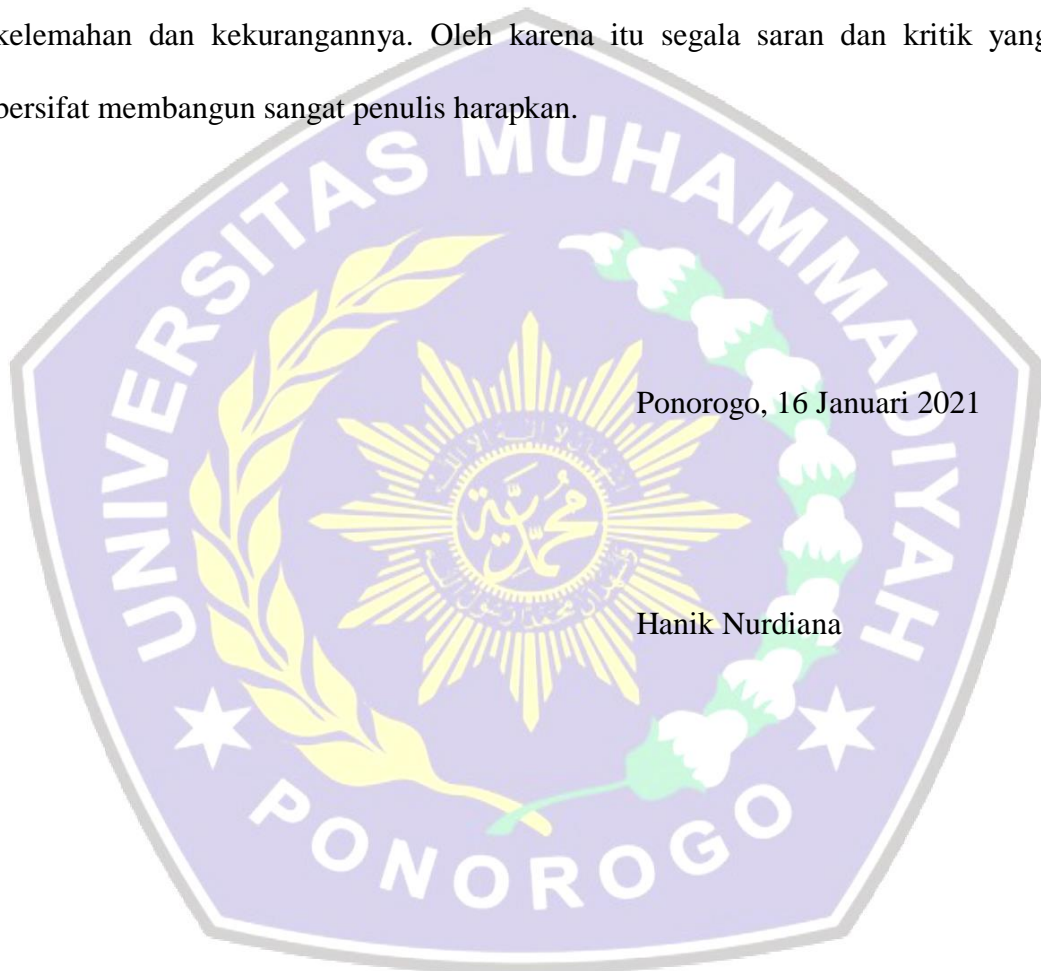 kelemahan dan kekurangannya. Oleh karena itu segala saran dan kritik yang
bersifat membangun sangat penulis harapkan.
UNIVERSITAS MUHAMMADIYAH
Ponorogo, 16 Januari 2021
محمدية
Hanik Nurdiana
PONOROGO